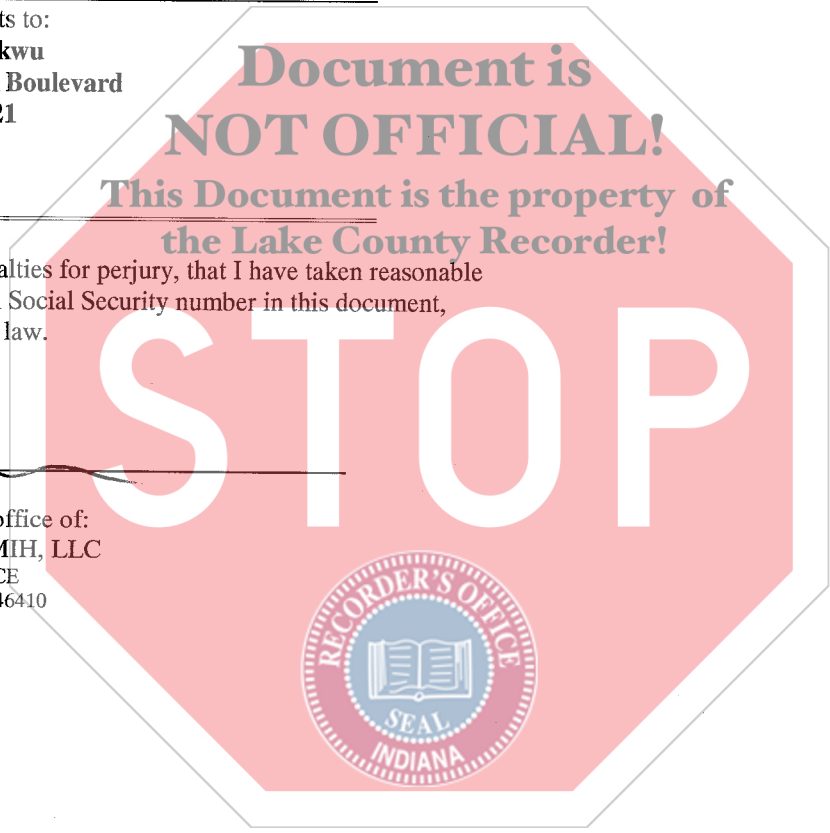 ts to:
kwu
Boulevard
21
Document is
NOT OFFICIAL!
This Document is the property of
the Lake County Recorder!
alties for perjury, that I have taken reasonable
Social Security number in this document,
law.
STOP
office of:
MIH, LLC
CE
46410
RECORDER'S OFFICE
SEAL
INDIANA